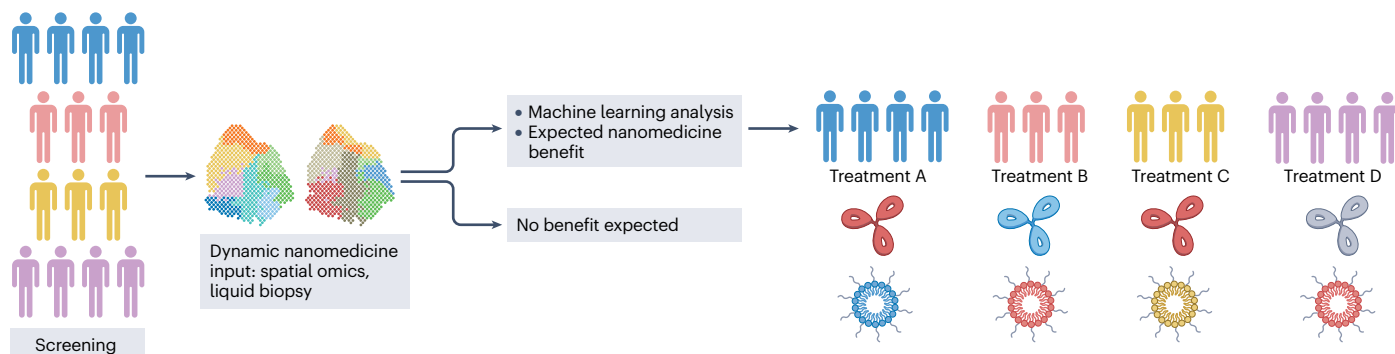 Screening
Dynamic nanomedicine
input: spatial omics,
liquid biopsy
• Machine learning analysis
• Expected nanomedicine
benefit
No benefit expected
Treatment A
Treatment B
Treatment C
Treatment D